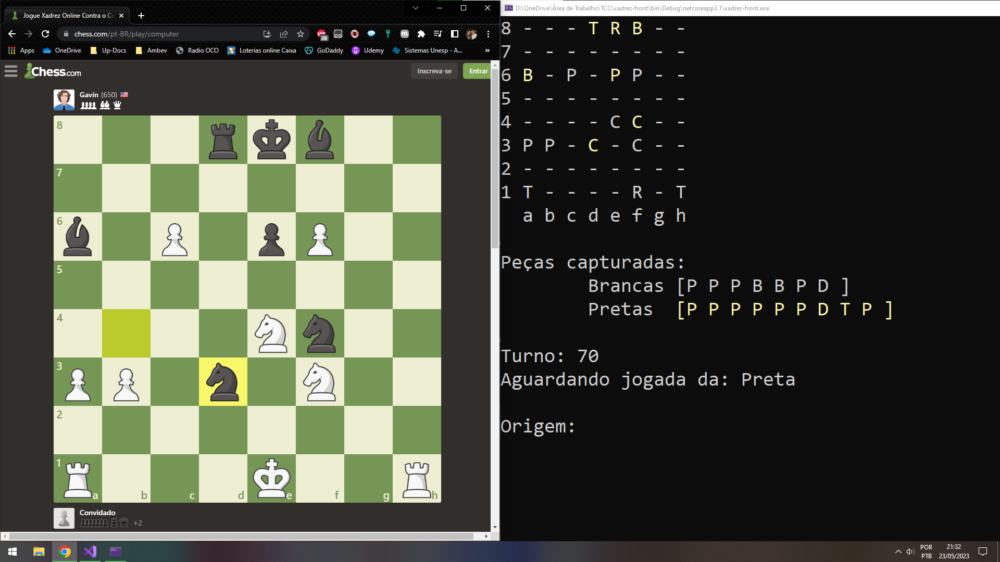 Jogue Xadrez Online Contra o Co
chess.com/pt-BR/play/computer
ABP
20
m
Apps
OneDrive
Up-Docs
Ambev
Radio OCO
Loterias online Caixa
GoDaddy
Udemy
Sistemas Unesp - A...
»
Chess.com
Inscreva-se
Entrar
Gavin (650)
8
7
6
5
4
3
2
1
a b c d e f g h
Convidado
+2
D:\OneDrive\Área de Trabalho\TCC\xadrez-front\bin\Debug\netcoreapp3.1\xadrez-front.exe
8 - - - T R B - -
7 - - - - - - - -
6 B - P - P P - -
5 - - - - - - - -
4 - - - - C C - -
3 P P - C - C - -
2 - - - - - - - -
1 T - - - - R - T
a b c d e f g h
Peças capturadas:
Brancas [P P P B B P D ]
Pretas [P P P P P P D T P ]
Turno: 70
Aguardando jogada da: Preta
Origem:
POR
PTB
21:32
23/05/2023